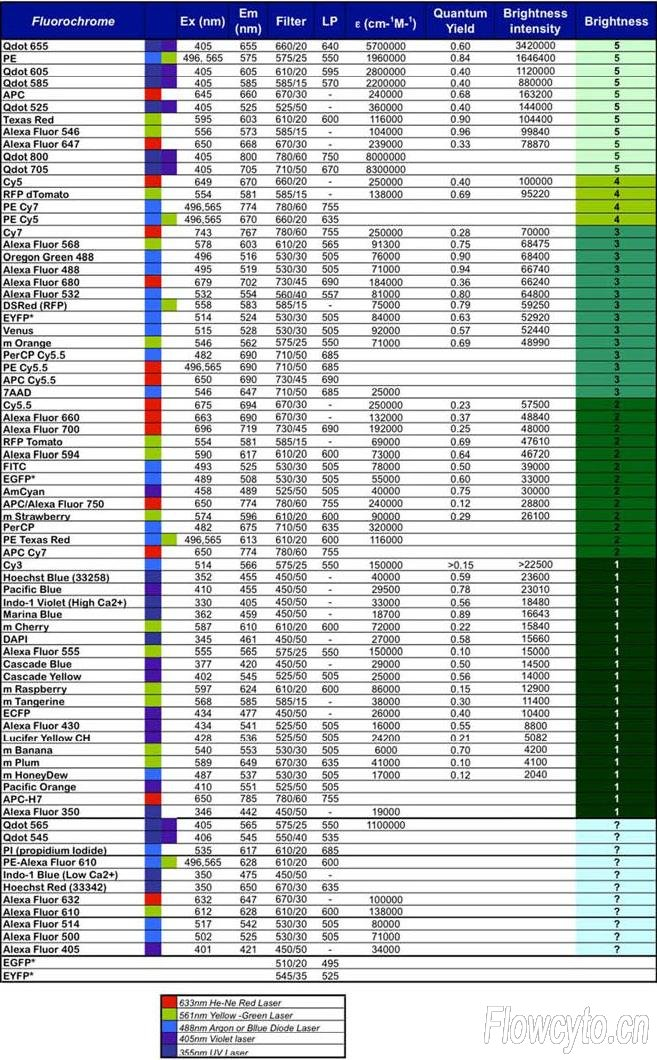 Fluorochrome Ex (nm) Em (nm) Filter LP ε (cm-1M-1) Quantum Yield Brightness intensity Brightness
Qdot 655 405 655 660/20 640 5700000 0.60 3420000 5
PE 496, 565 575 575/25 550 1960000 0.84 1646400 5
Qdot 605 405 605 610/20 595 2800000 0.40 1120000 5
Qdot 585 405 585 585/15 570 2200000 0.40 880000 5
APC 645 660 670/30 - 240000 0.68 163200 5
Qdot 525 405 525 525/50 - 360000 0.40 144000 5
Texas Red 595 603 610/20 600 116000 0.90 104400 5
Alexa Fluor 546 556 573 585/15 - 104000 0.96 99840 5
Alexa Fluor 647 650 668 670/30 - 239000 0.33 78870 5
Qdot 800 405 800 780/60 750 8000000 5
Qdot 705 405 705 710/50 670 8300000 5
Cy5 649 670 660/20 - 250000 0.40 100000 4
RFP dTomato 554 581 585/15 - 138000 0.69 95220 4
PE Cy7 496,565 774 780/60 755 4
PE Cy5 496,565 670 660/20 635 4
Cy7 743 767 780/60 755 250000 0.28 70000 3
Alexa Fluor 568 578 603 610/20 565 91300 0.75 68475 3
Oregon Green 488 496 516 530/30 505 76000 0.90 68400 3
Alexa Fluor 488 495 519 530/30 505 71000 0.94 66740 3
Alexa Fluor 680 679 702 730/45 690 184000 0.36 66240 3
Alexa Fluor 532 532 554 560/40 557 81000 0.80 64800 3
DSRed (RFP) 558 583 585/15 - 75000 0.79 59250 3
EYFP* 514 524 530/30 505 84000 0.63 52920 3
Venus 515 528 530/30 505 92000 0.57 52440 3
m Orange 546 562 575/25 550 71000 0.69 48990 3
PerCP Cy5.5 482 690 710/50 685 3
PE Cy5.5 496,565 690 710/50 685 3
APC Cy5.5 650 690 730/45 690 3
7AAD 546 647 710/50 685 25000 3
Cy5.5 675 694 670/30 - 250000 0.23 57500 2
Alexa Fluor 660 663 690 670/30 - 132000 0.37 48840 2
Alexa Fluor 700 696 719 730/45 690 192000 0.25 48000 2
RFP Tomato 554 581 585/15 - 69000 0.69 47610 2
Alexa Fluor 594 590 617 610/20 600 73000 0.64 46720 2
FITC 493 525 530/30 505 78000 0.50 39000 2
EGFP* 489 508 530/30 505 55000 0.60 33000 2
AmCyan 458 489 525/50 505 40000 0.75 30000 2
APC/Alexa Fluor 750 650 774 780/60 755 240000 0.12 28800 2
m Strawberry 574 596 610/20 600 90000 0.29 26100 2
PerCP 482 675 710/50 635 320000 2
PE Texas Red 496,565 613 610/20 600 116000 2
APC Cy7 650 774 780/60 755 2
Cy3 514 566 575/25 550 150000 >0.15 >22500 1
Hoechst Blue (33258) 352 455 450/50 - 40000 0.59 23600 1
Pacific Blue 410 455 450/50 - 29500 0.78 23010 1
Indo-1 Violet (High Ca2+) 330 405 450/50 - 33000 0.56 18480 1
Marina Blue 362 459 450/50 - 18700 0.89 16643 1
m Cherry 587 610 610/20 600 72000 0.22 15840 1
DAPI 345 461 450/50 - 27000 0.58 15660 1
Alexa Fluor 555 555 565 575/25 550 150000 0.10 15000 1
Cascade Blue 377 420 450/50 - 29000 0.50 14500 1
Cascade Yellow 402 545 525/50 505 25000 0.56 14000 1
m Raspberry 597 624 610/20 600 86000 0.15 12900 1
m Tangerine 568 585 585/15 - 38000 0.30 11400 1
ECFP 434 477 450/50 - 26000 0.40 10400 1
Alexa Fluor 430 434 541 525/50 505 16000 0.55 8800 1
Lucifer Yellow CH 428 536 525/50 505 24200 0.21 5082 1
m Banana 540 553 530/30 505 6000 0.70 4200 1
m Plum 589 649 670/30 635 41000 0.10 4100 1
m HoneyDew 487 537 530/30 505 17000 0.12 2040 1
Pacific Orange 410 551 525/50 505 1
APC-H7 650 785 780/60 755 1
Alexa Fluor 350 346 442 450/50 - 19000 1
Qdot 565 405 565 575/25 550 1100000 ?
Qdot 545 406 545 550/40 535 ?
PI (propidium Iodide) 535 617 610/20 685 ?
PE-Alexa Fluor 610 496,565 628 610/20 600 ?
Indo-1 Blue (Low Ca2+) 350 475 450/50 - ?
Hoechst Red (33342) 350 650 670/30 635 ?
Alexa Fluor 632 632 647 670/30 - 100000 ?
Alexa Fluor 610 612 628 610/20 600 138000 ?
Alexa Fluor 514 517 542 530/30 505 80000 ?
Alexa Fluor 500 502 525 530/30 505 71000 ?
Alexa Fluor 405 401 421 450/50 - 34000 ?
EGFP* 510/20 495
EYFP* 545/35 525
633nm He-Ne Red Laser
561nm Yellow -Green Laser
488nm Argon or Bllue Diode Laser
405nm Violet laser
355nm UV Laser
Flowcyto.cn